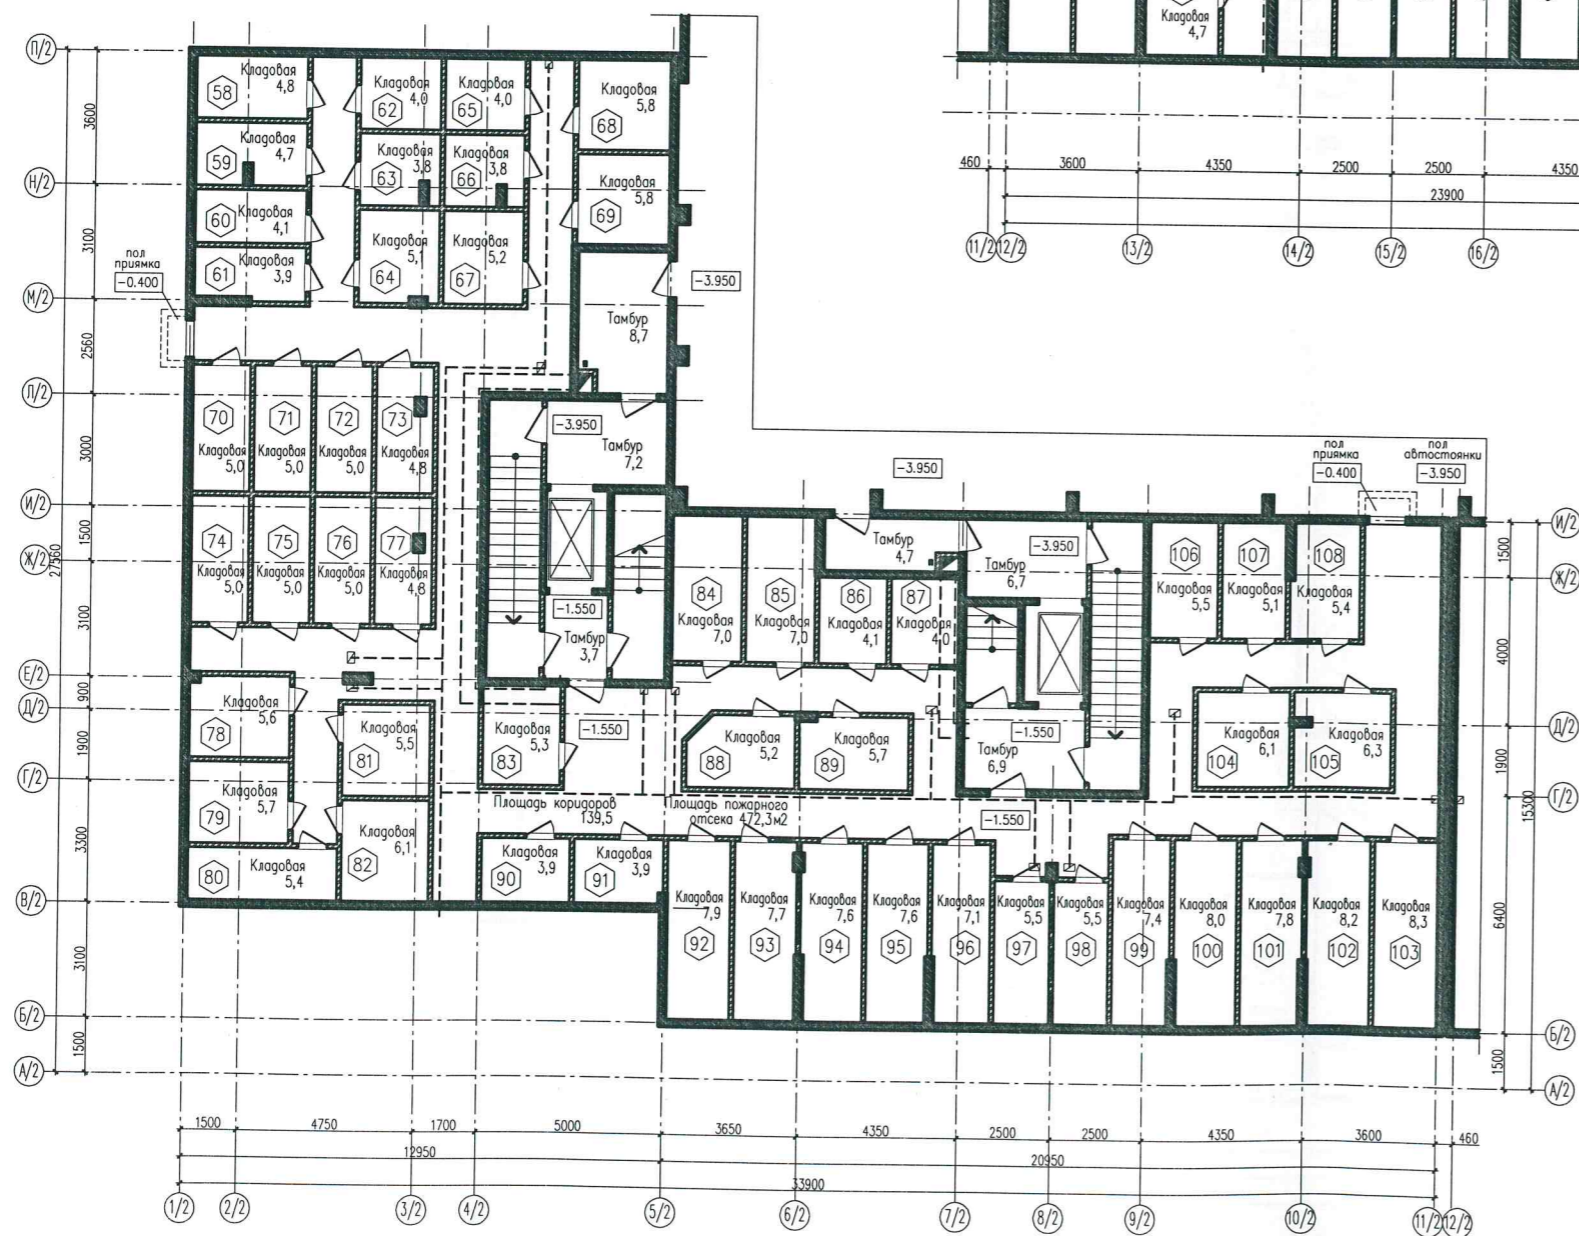 Кладовая
4,7
460
3600
4350
2500
2500
4350
23900
11/2
12/2
13/2
14/2
15/2
16/2
П/2
Н/2
М/2
Л/2
И/2
Ж/2
Е/2
Д/2
Г/2
В/2
Б/2
А/2
3600
3100
2560
3000
1500
3100
900
1900
3300
3100
1500
27560
58
Кладовая
4,8
59
Кладовая
4,7
60
Кладовая
4,1
61
Кладовая
3,9
62
Кладовая
4,0
63
Кладовая
3,8
64
Кладовая
5,1
65
Кладовая
4,0
66
Кладовая
3,8
67
Кладовая
5,2
68
Кладовая
5,8
69
Кладовая
5,8
пол
приямка
-0.400
Тамбур
8,7
-3.950
70
Кладовая
5,0
71
Кладовая
5,0
72
Кладовая
5,0
73
Кладовая
4,8
74
Кладовая
5,0
75
Кладовая
5,0
76
Кладовая
5,0
77
Кладовая
4,8
-3.950
Тамбур
7,2
-1.550
Тамбур
3,7
Кладовая
5,6
78
Кладовая
5,7
79
Кладовая
5,4
80
Кладовая
5,5
81
Кладовая
6,1
82
Кладовая
5,3
83
-1.550
-3.950
84
Кладовая
7,0
85
Кладовая
7,0
86
Кладовая
4,1
87
Кладовая
4,0
Тамбур
4,7
-3.950
Тамбур
6,7
-1.550
Тамбур
6,9
Кладовая
5,2
88
Кладовая
5,7
89
Площадь коридоров
139,5
Площадь пожарного
отсека 472,3м2
-1.550
пол
приямка
-0.400
пол
автостоянки
-3.950
106
Кладовая
5,5
107
Кладовая
5,1
108
Кладовая
5,4
Кладовая
6,1
104
Кладовая
6,3
105
Кладовая
3,9
90
Кладовая
3,9
91
Кладовая
7,9
92
Кладовая
7,7
93
Кладовая
7,6
94
Кладовая
7,6
95
Кладовая
7,1
96
Кладовая
5,5
97
Кладовая
5,5
98
Кладовая
7,4
99
Кладовая
8,0
100
Кладовая
7,8
101
Кладовая
8,2
102
Кладовая
8,3
103
И/2
Ж/2
Д/2
Г/2
Б/2
А/2
1500
4000
1900
6400
1500
15300
1500
4750
1700
5000
3650
4350
2500
2500
4350
3600
460
12950
20950
33900
1/2
2/2
3/2
4/2
5/2
6/2
7/2
8/2
9/2
10/2
11/2
12/2